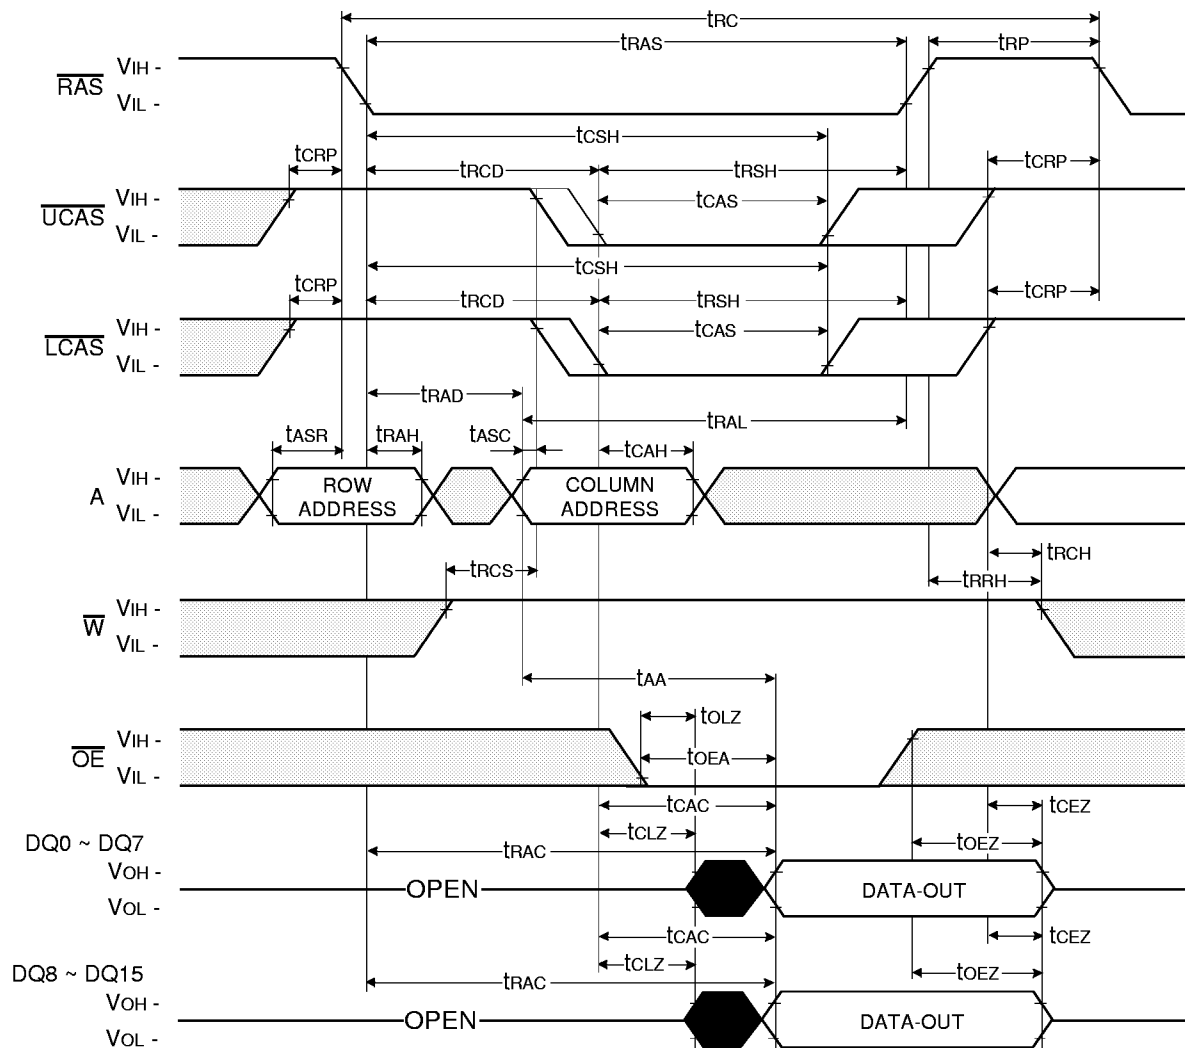 tRC
tRAS
tRP
RAS
VIH -
VIL -
tCSH
tCRP
tRCD
tRSH
tCRP
UCAS
VIH -
VIL -
tCAS
tCSH
tCRP
tRCD
tRSH
tCRP
LCAS
VIH -
VIL -
tCAS
tRAD
tRAL
tASR
tRAH
tASC
tCAH
A
VIH -
VIL -
ROW
ADDRESS
COLUMN
ADDRESS
tRCH
tRCS
tRRH
W
VIH -
VIL -
tAA
tOLZ
OE
VIH -
VIL -
tOEA
tCAC
tCEZ
DQ0 ~ DQ7
tCLZ
tOEZ
tRAC
VOH -
VOL -
OPEN
DATA-OUT
tCAC
tCEZ
DQ8 ~ DQ15
tCLZ
tOEZ
tRAC
VOH -
VOL -
OPEN
DATA-OUT